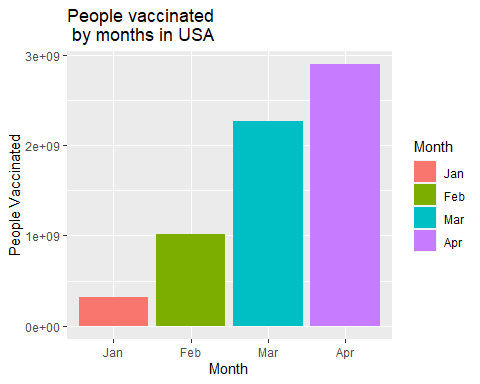 People vaccinated
by months in USA
3e+09
2e+09
1e+09
0e+00
People Vaccinated
Jan
Feb
Mar
Apr
Month
Month
Jan
Feb
Mar
Apr